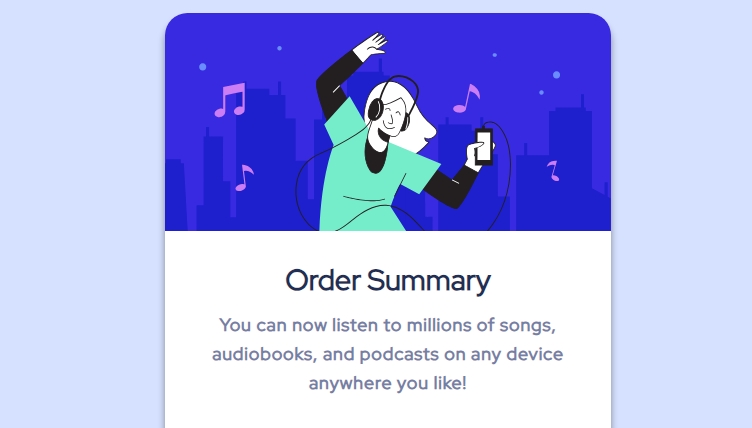 Order Summary
You can now listen to millions of songs,
audiobooks, and podcasts on any device
anywhere you like!